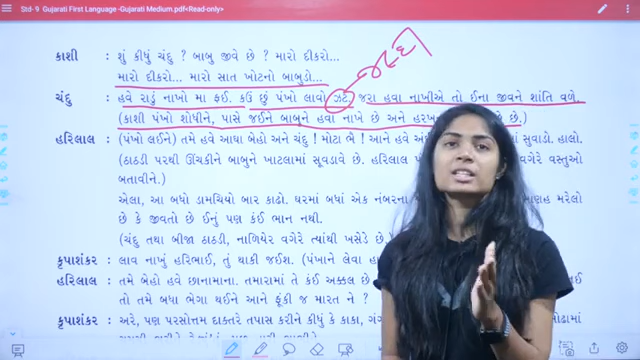 Std- 9 Gujarati First Language -Gujarati Medium.pdf<Read-only>
કાશી : શું કીધું ચંદુ ? બાબુ જીવે છે ? મારો દીકરો...
મારો દીકરો... મારો સાત ખોટનો બાબુડો...
ચંદુ : હવે રાડું નાખો મા ફઈ. કઉં છું પંખો લાવો ઝટ. જરા હવા નાખીએ તો ઈના જીવને શાંતિ વળે.
જલદી
(કાશી પંખો શોધીને, પાસે જઈને બાબુને હવા નાખે છે અને હરખ છે.)
હરિલાલ : (પંખો લઈને) તમે હવે આઘા બેહો અને ચંદુ ! મોટા ભૈ ! આને હવે સુવાડો. હાલો.
(ઠાઠડી પરથી ઊંચકીને બાબુને ખાટલામાં સૂવડાવે છે. હરિલાલ વગેરે વસ્તુઓ
બતાવીને).
એલા, આ બધો ડામચિયો બાર કાઢો. ઘરમાં બધાં એક નંબરના માણહ મરેલો
છે કે જીવતો છે ઈનું પણ કંઈ ભાન નથી.
(ચંદુ તથા બીજા ઠાઠડી, નાળિયેર વગેરે ત્યાંથી ખસેડે છે.)
કૃપાશંકર : લાવ નાખું હરિભાઈ, તું થાકી જઈશ. (પંખાને લેવા
હરિલાલ : તમે બેહો હવે છાનામાના. તમારામાં તે કંઈ અક્કલ છે
તો તમે બધા ભેગા થઈને આને ફૂંકી જ મારત ને ?
કૃપાશંકર : અરે, પણ પરસોત્તમ દાક્તરે તપાસ કરીને કીધું કે કાકા, મોઢામાં